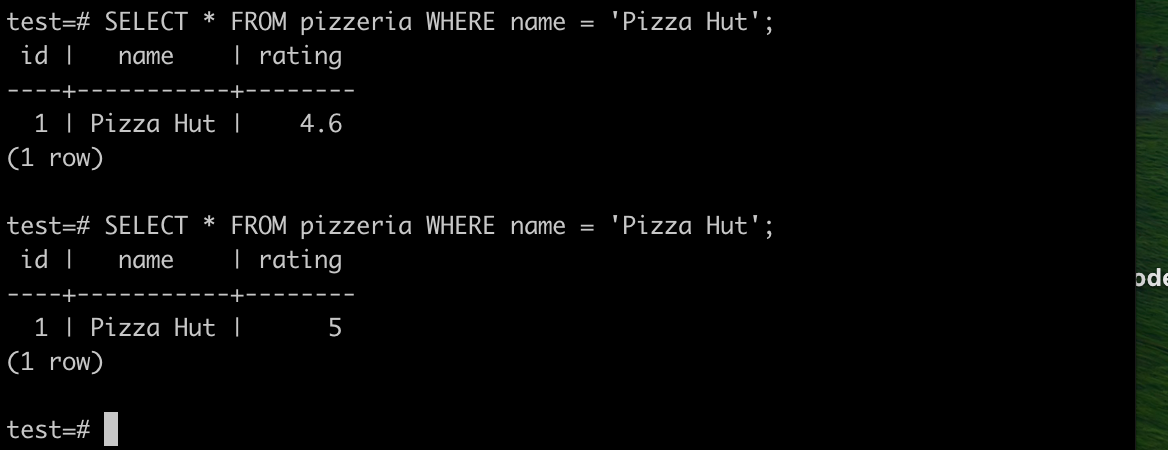 test=# SELECT * FROM pizzeria WHERE name = 'Pizza Hut';
 id |   name    | rating
----+-----------+--------
  1 | Pizza Hut |    4.6
(1 row)

test=# SELECT * FROM pizzeria WHERE name = 'Pizza Hut';
 id |   name    | rating
----+-----------+--------
  1 | Pizza Hut |      5
(1 row)

test=#
ode